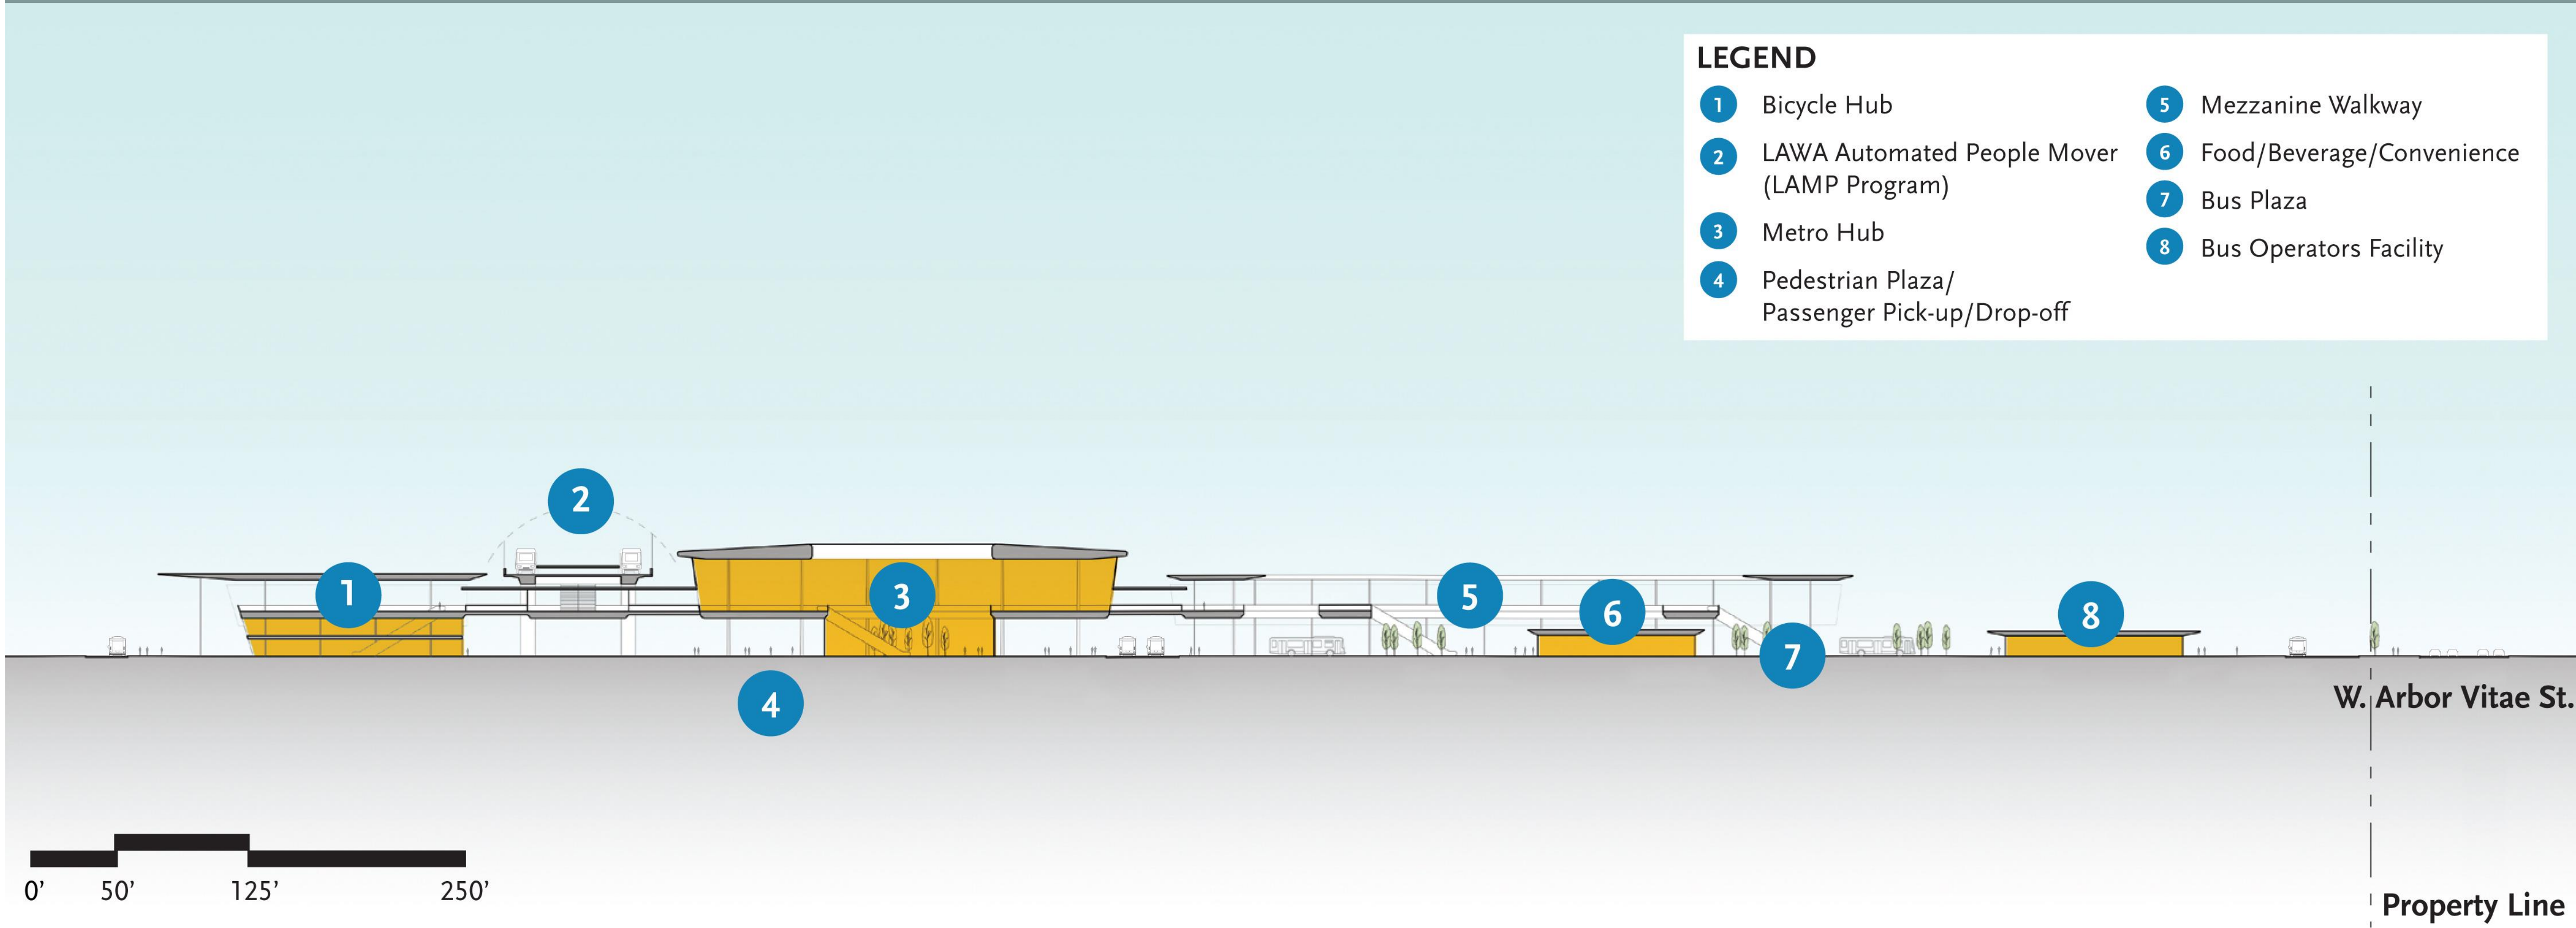 LEGEND
1 Bicycle Hub
2 LAWA Automated People Mover
(LAMP Program)
3 Metro Hub
4 Pedestrian Plaza/
Passenger Pick-up/Drop-off
5 Mezzanine Walkway
6 Food/Beverage/Convenience
7 Bus Plaza
8 Bus Operators Facility
2
1
3
5
6
8
7
4
W. Arbor Vitae St.
0’ 50’ 125’ 250’
Property Line